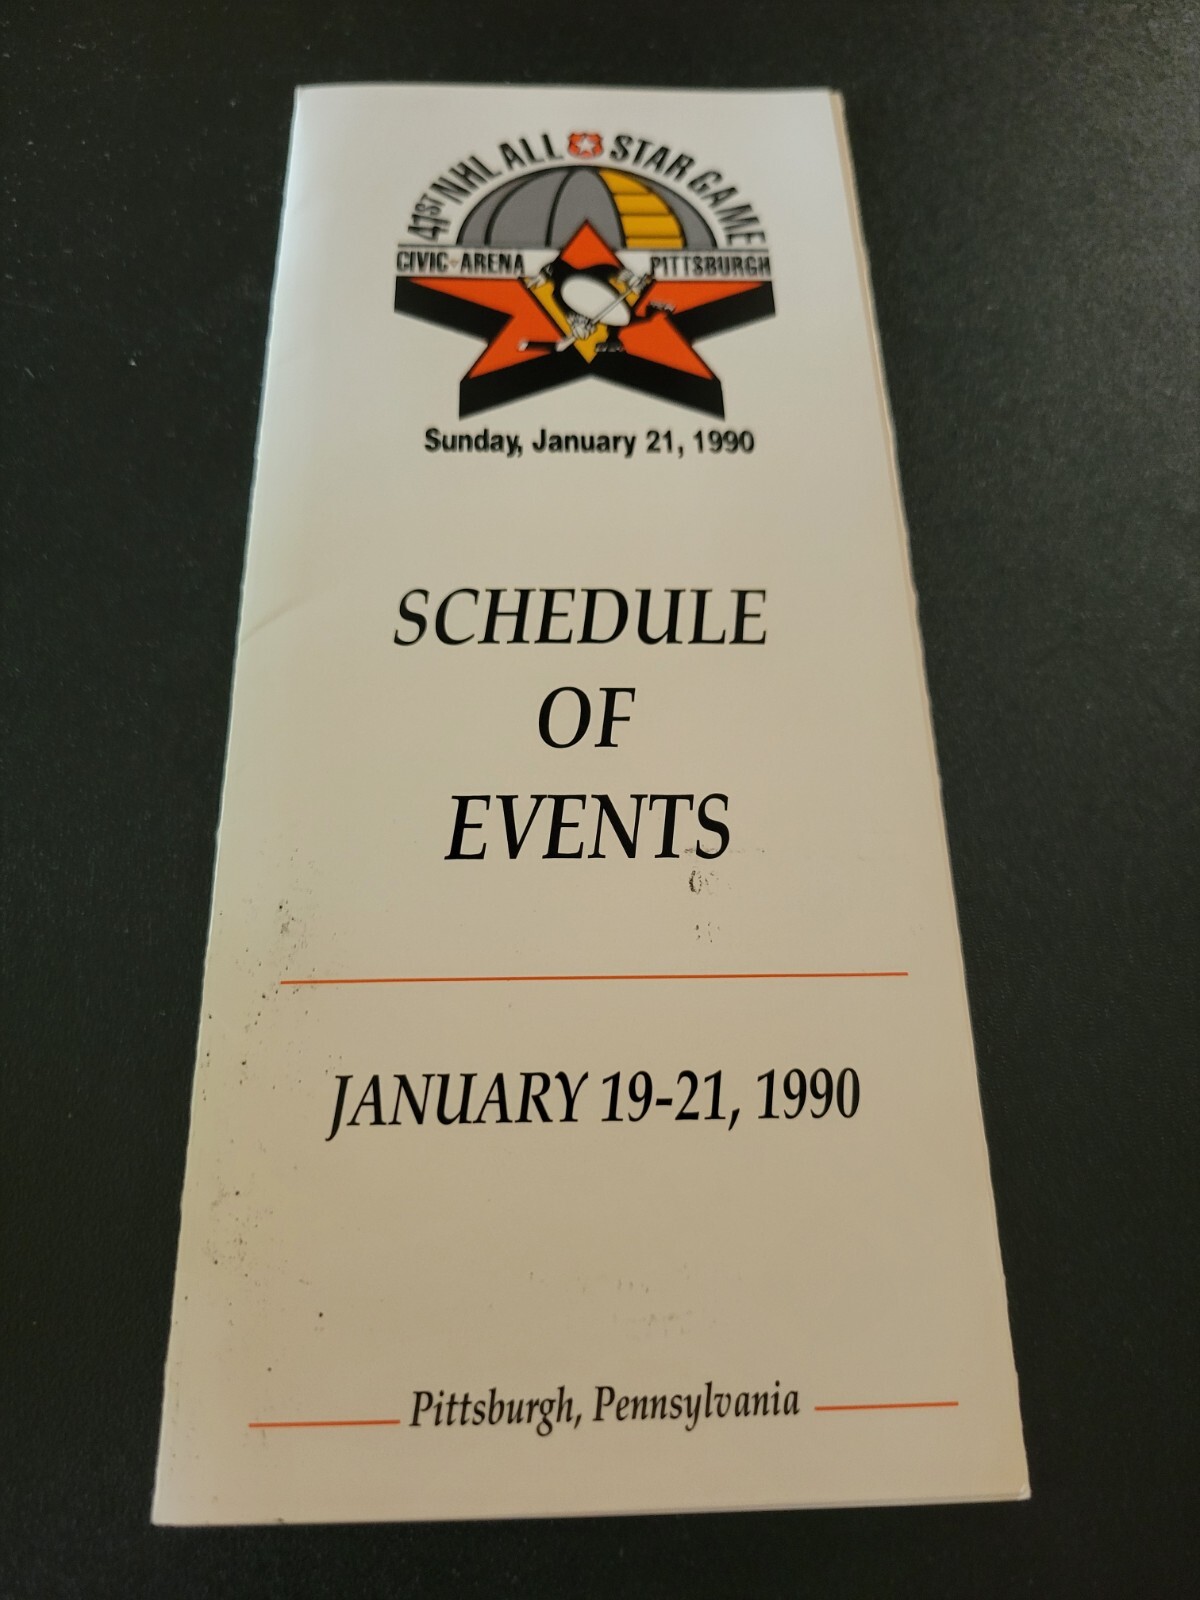 41ST NHL ALL STAR GAME
CIVIC ARENA PITTSBURGH
Sunday, January 21, 1990
SCHEDULE
OF
EVENTS
JANUARY 19-21, 1990
Pittsburgh, Pennsylvania